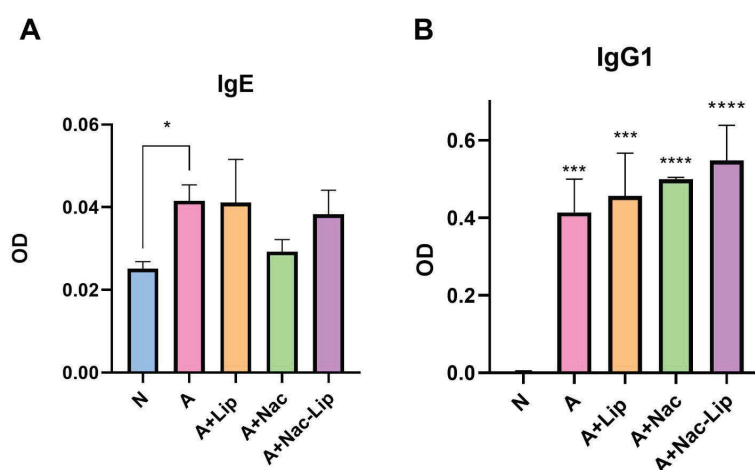 A
IgE
*
0.06
0.04
0.02
0.00
OD
N
A
A+Lip
A+Nac
A+Nac-Lip
B
IgG1
****
***
***
****
0.6
0.4
0.2
0.0
OD
N
A
A+Lip
A+Nac
A+Nac-Lip